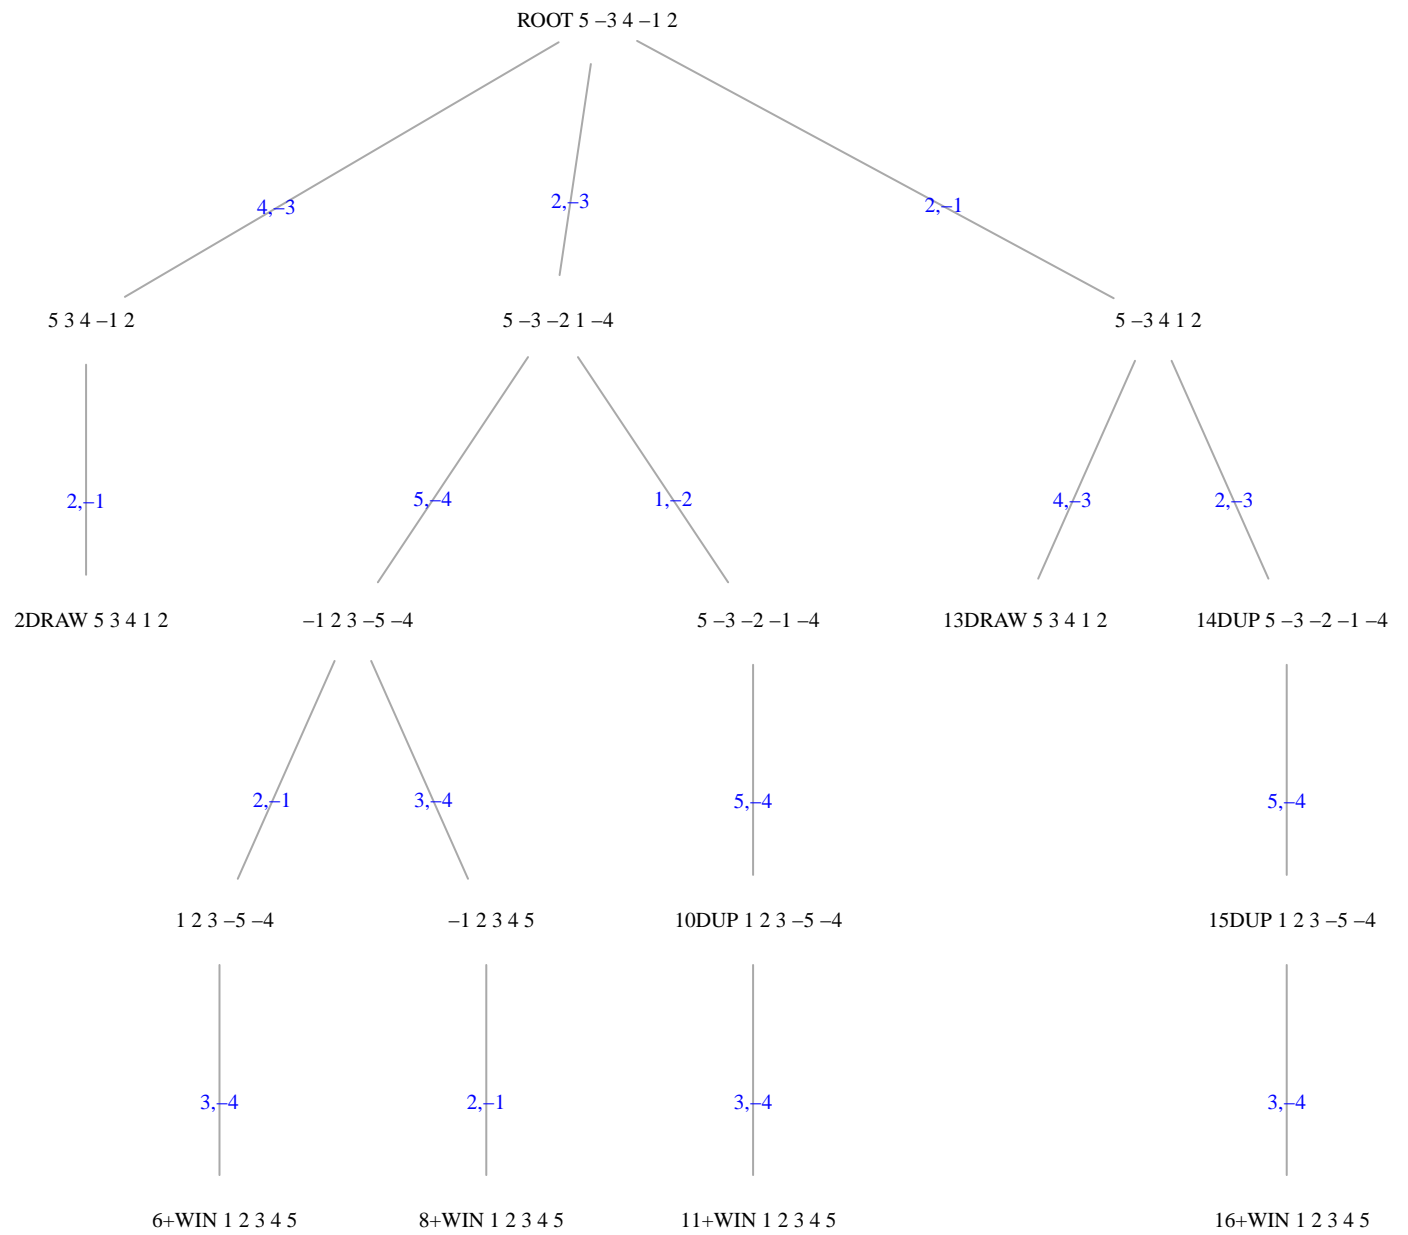 ROOT 5 –3 4 –1 2
4,–3
2,–3
2,–1
5 3 4 –1 2
5 –3 –2 1 –4
5 –3 4 1 2
2,–1
5,–4
1,–2
4,–3
2,–3
2DRAW 5 3 4 1 2
–1 2 3 –5 –4
5 –3 –2 –1 –4
13DRAW 5 3 4 1 2
14DUP 5 –3 –2 –1 –4
2,–1
3,–4
5,–4
5,–4
1 2 3 –5 –4
–1 2 3 4 5
10DUP 1 2 3 –5 –4
15DUP 1 2 3 –5 –4
3,–4
2,–1
3,–4
3,–4
6+WIN 1 2 3 4 5
8+WIN 1 2 3 4 5
11+WIN 1 2 3 4 5
16+WIN 1 2 3 4 5